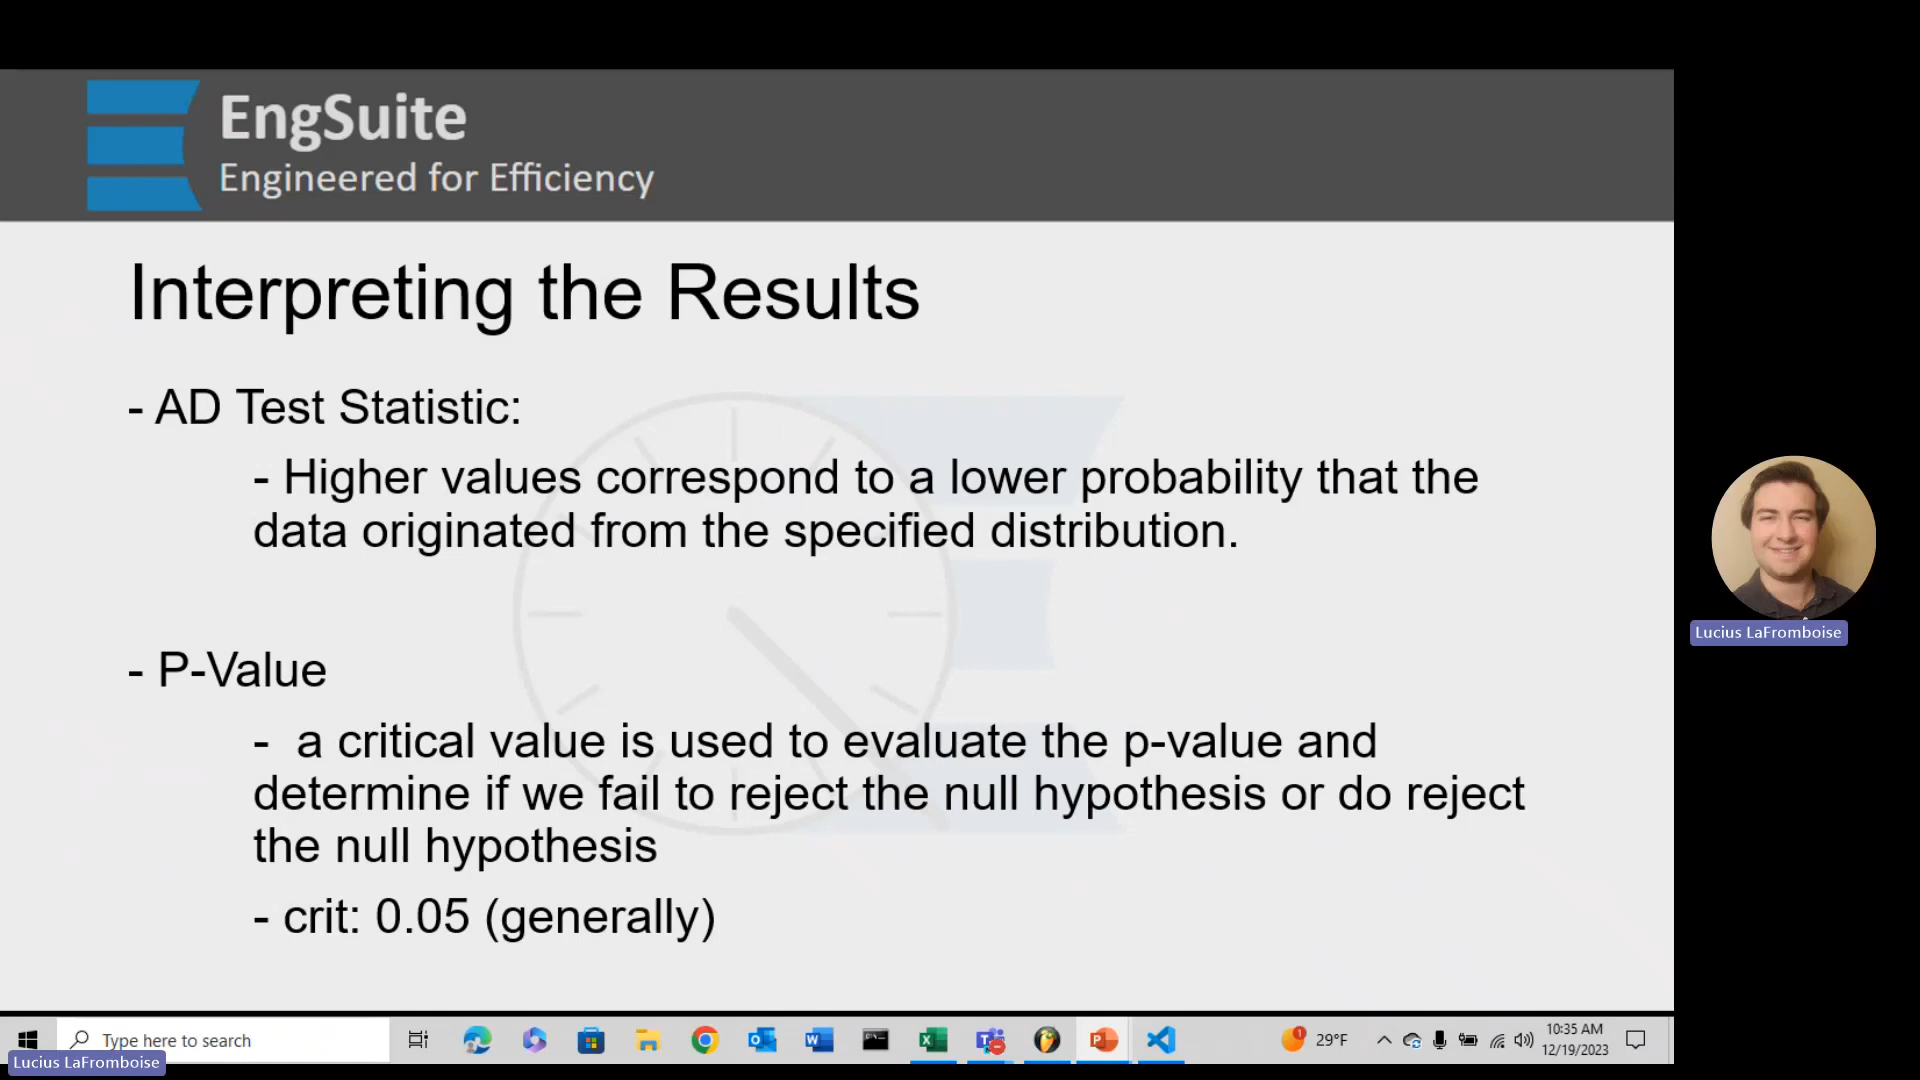 EngSuite
Engineered for Efficiency
Interpreting the Results
- AD Test Statistic:
- Higher values correspond to a lower probability that the
data originated from the specified distribution.
- P-Value
- a critical value is used to evaluate the p-value and
determine if we fail to reject the null hypothesis or do reject
the null hypothesis
- crit: 0.05 (generally)
Lucius LaFromboise
Type here to search
1
29°F
10:35 AM
12/19/2023
Lucius LaFromboise